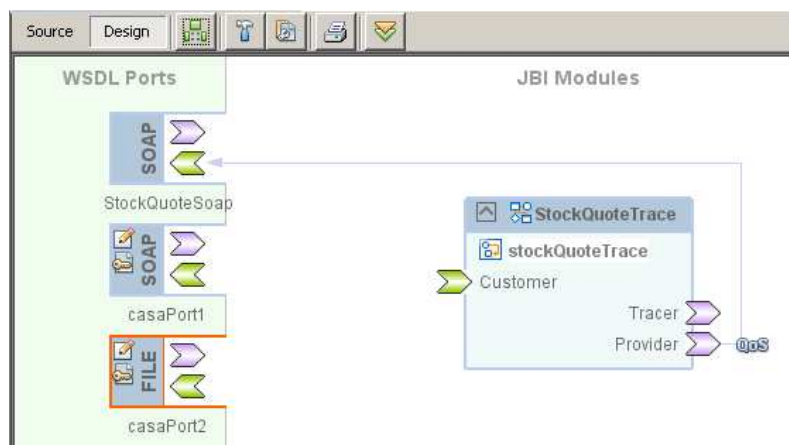 Source Design
WSDL Ports
JBI Modules
SOAP
StockQuoteSoap
SOAP
casaPort1
FILE
casaPort2
StockQuoteTrace
stockQuoteTrace
Customer
Tracer
Provider
QoS